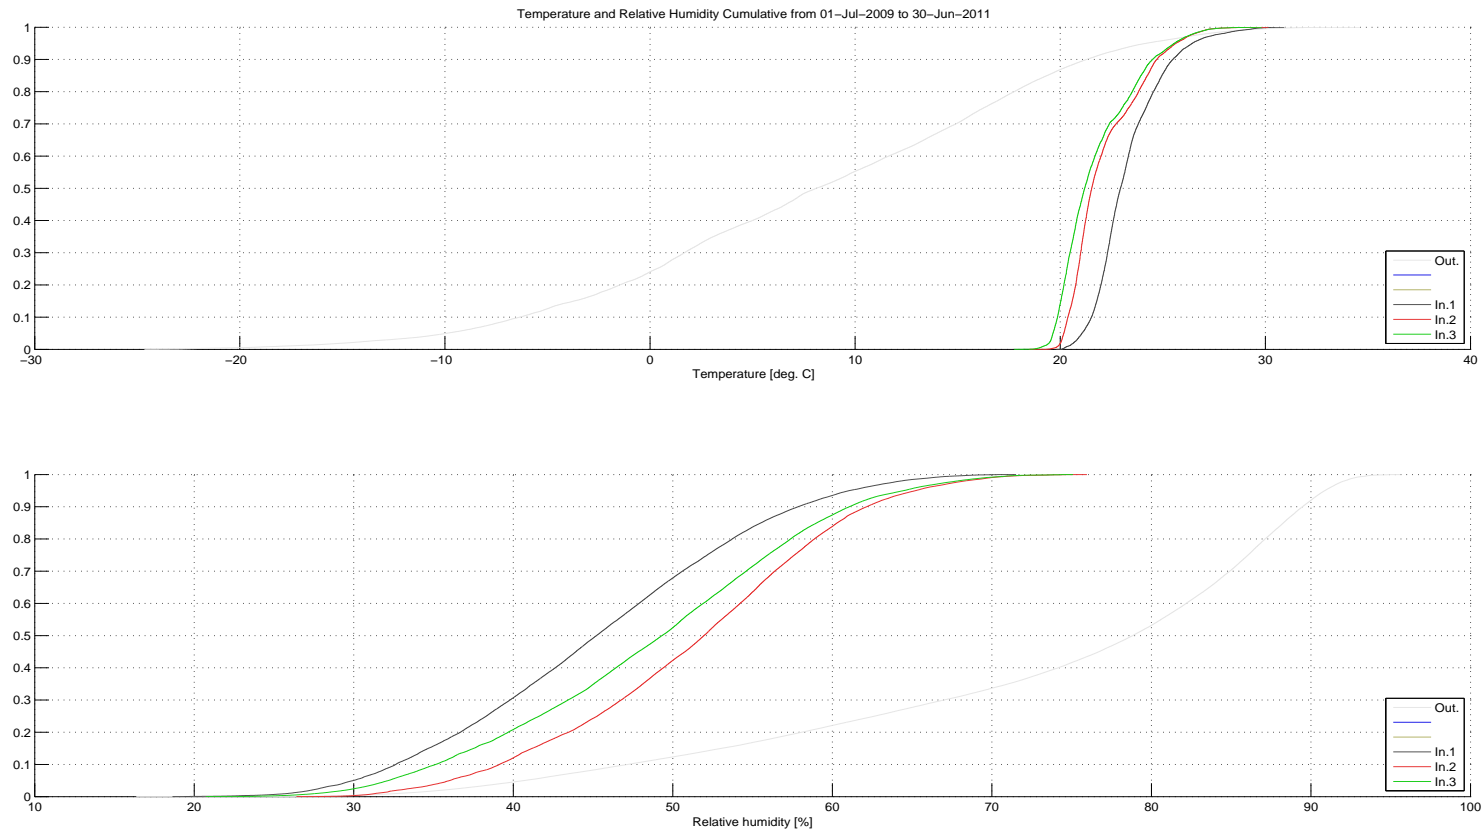 Temperature and Relative Humidity Cumulative from 01−Jul−2009 to 30−Jun−2011
1
0.9
0.8
0.7
0.6
0.5
0.4
0.3
0.2
0.1
0
Out.
In.1
In.2
In.3
−30 −20 −10 0 10 20 30 40
Temperature [deg. C]
1
0.9
0.8
0.7
0.6
0.5
0.4
0.3
0.2
0.1
0
Out.
In.1
In.2
In.3
10 20 30 40 50 60 70 80 90 100
Relative humidity [%]